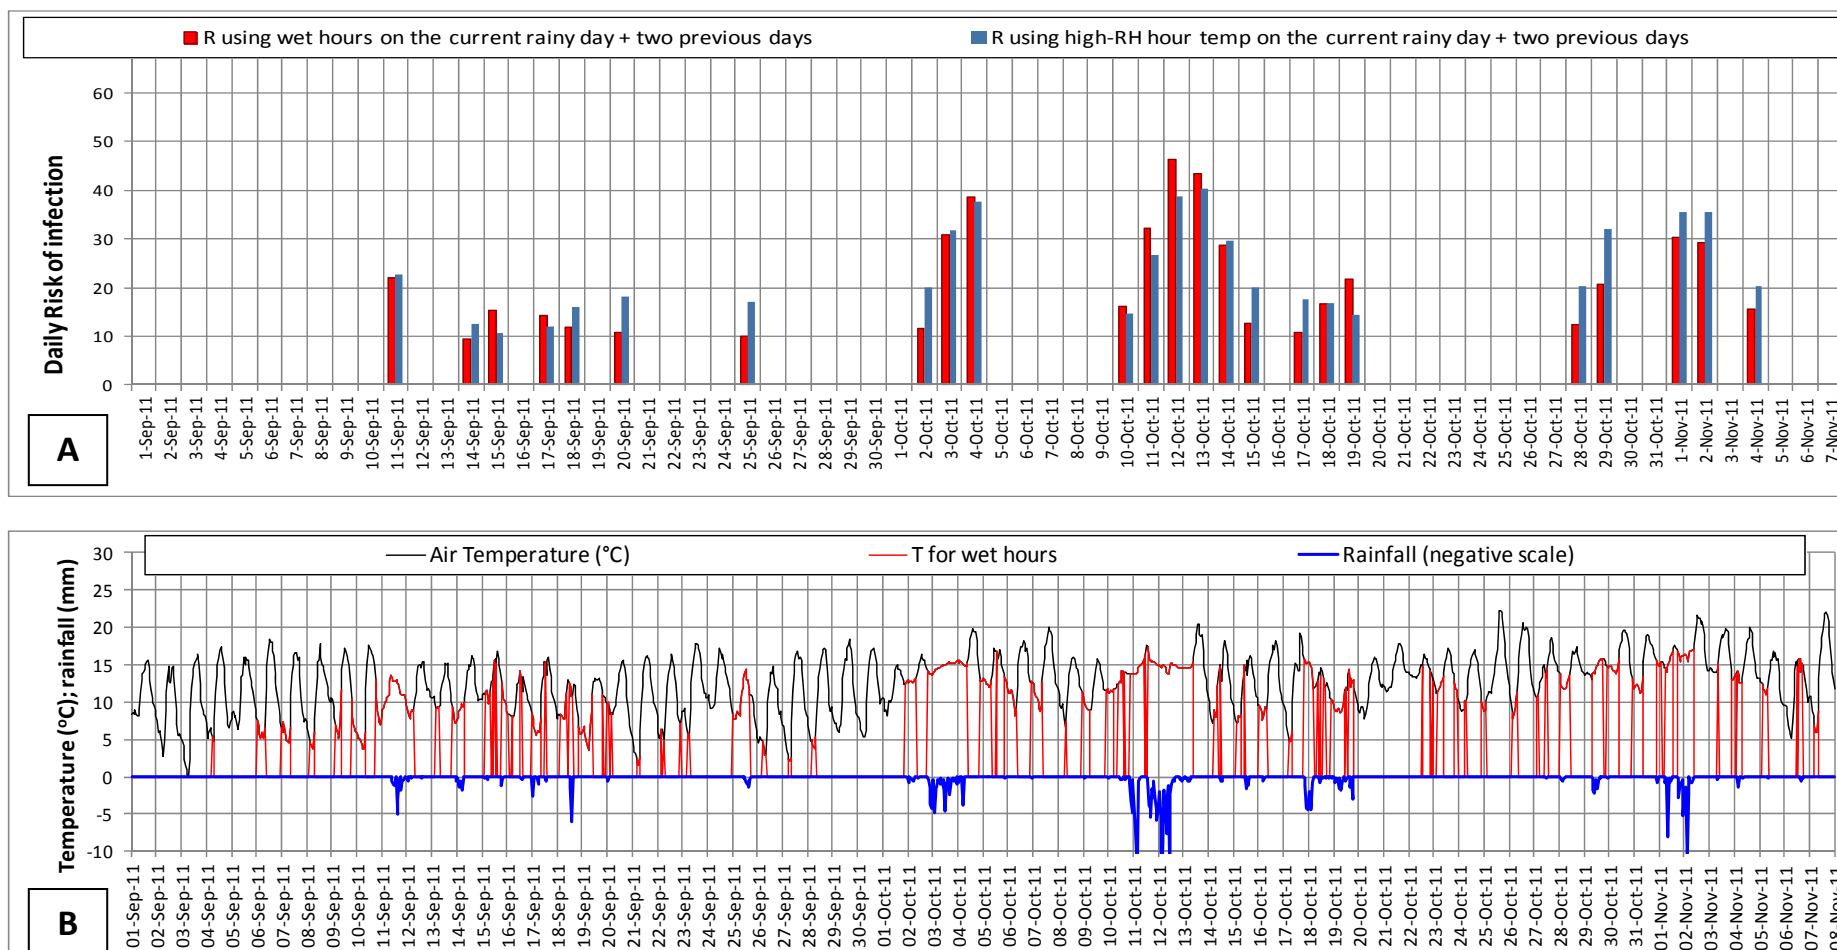 R using wet hours on the current rainy day + two previous days
R using high-RH hour temp on the current rainy day + two previous days
Daily Risk of infection
60
50
40
30
20
10
0
1-Sep-11
2-Sep-11
3-Sep-11
4-Sep-11
5-Sep-11
6-Sep-11
7-Sep-11
8-Sep-11
9-Sep-11
10-Sep-11
11-Sep-11
12-Sep-11
13-Sep-11
14-Sep-11
15-Sep-11
16-Sep-11
17-Sep-11
18-Sep-11
19-Sep-11
20-Sep-11
21-Sep-11
22-Sep-11
23-Sep-11
24-Sep-11
25-Sep-11
26-Sep-11
27-Sep-11
28-Sep-11
29-Sep-11
30-Sep-11
1-Oct-11
2-Oct-11
3-Oct-11
4-Oct-11
5-Oct-11
6-Oct-11
7-Oct-11
8-Oct-11
9-Oct-11
10-Oct-11
11-Oct-11
12-Oct-11
13-Oct-11
14-Oct-11
15-Oct-11
16-Oct-11
17-Oct-11
18-Oct-11
19-Oct-11
20-Oct-11
21-Oct-11
22-Oct-11
23-Oct-11
24-Oct-11
25-Oct-11
26-Oct-11
27-Oct-11
28-Oct-11
29-Oct-11
30-Oct-11
31-Oct-11
1-Nov-11
2-Nov-11
3-Nov-11
4-Nov-11
5-Nov-11
6-Nov-11
7-Nov-11
A
Air Temperature (°C)
T for wet hours
Rainfall (negative scale)
Temperature (°C); rainfall (mm)
30
25
20
15
10
5
0
-5
-10
01-Sep-11
02-Sep-11
03-Sep-11
04-Sep-11
05-Sep-11
06-Sep-11
07-Sep-11
08-Sep-11
09-Sep-11
10-Sep-11
11-Sep-11
12-Sep-11
13-Sep-11
14-Sep-11
15-Sep-11
16-Sep-11
17-Sep-11
18-Sep-11
19-Sep-11
20-Sep-11
21-Sep-11
22-Sep-11
23-Sep-11
24-Sep-11
25-Sep-11
26-Sep-11
27-Sep-11
28-Sep-11
29-Sep-11
30-Sep-11
01-Oct-11
02-Oct-11
03-Oct-11
04-Oct-11
05-Oct-11
06-Oct-11
07-Oct-11
08-Oct-11
09-Oct-11
10-Oct-11
11-Oct-11
12-Oct-11
13-Oct-11
14-Oct-11
15-Oct-11
16-Oct-11
17-Oct-11
18-Oct-11
19-Oct-11
20-Oct-11
21-Oct-11
22-Oct-11
23-Oct-11
24-Oct-11
25-Oct-11
26-Oct-11
27-Oct-11
28-Oct-11
29-Oct-11
30-Oct-11
31-Oct-11
01-Nov-11
02-Nov-11
03-Nov-11
04-Nov-11
05-Nov-11
06-Nov-11
07-Nov-11
08-Nov-11
B